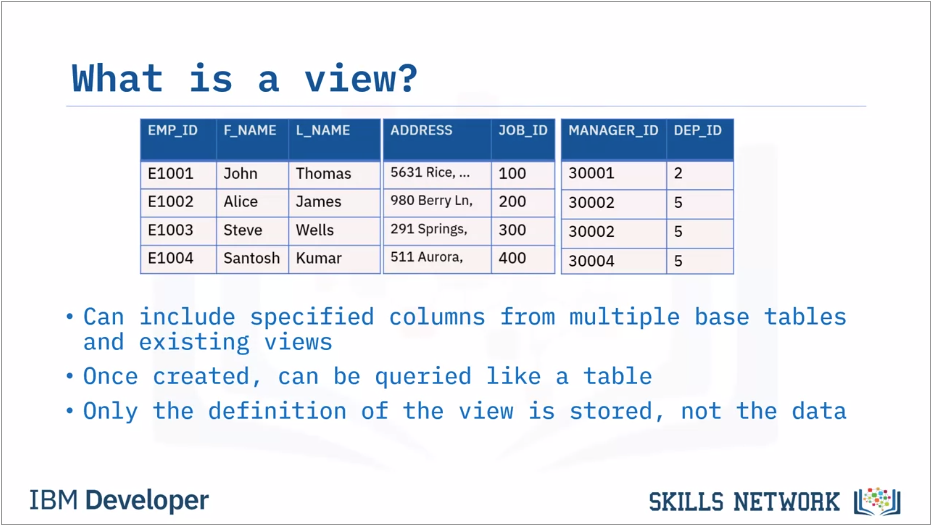 What is a view?
EMP_ID F_NAME L_NAME ADDRESS JOB_ID MANAGER_ID DEP_ID
E1001 John Thomas 5631 Rice, ... 100 30001 2
E1002 Alice James 980 Berry Ln, 200 30002 5
E1003 Steve Wells 291 Springs, 300 30002 5
E1004 Santosh Kumar 511 Aurora, 400 30004 5
• Can include specified columns from multiple base tables
and existing views
• Once created, can be queried like a table
• Only the definition of the view is stored, not the data
IBM Developer
SKILLS NETWORK